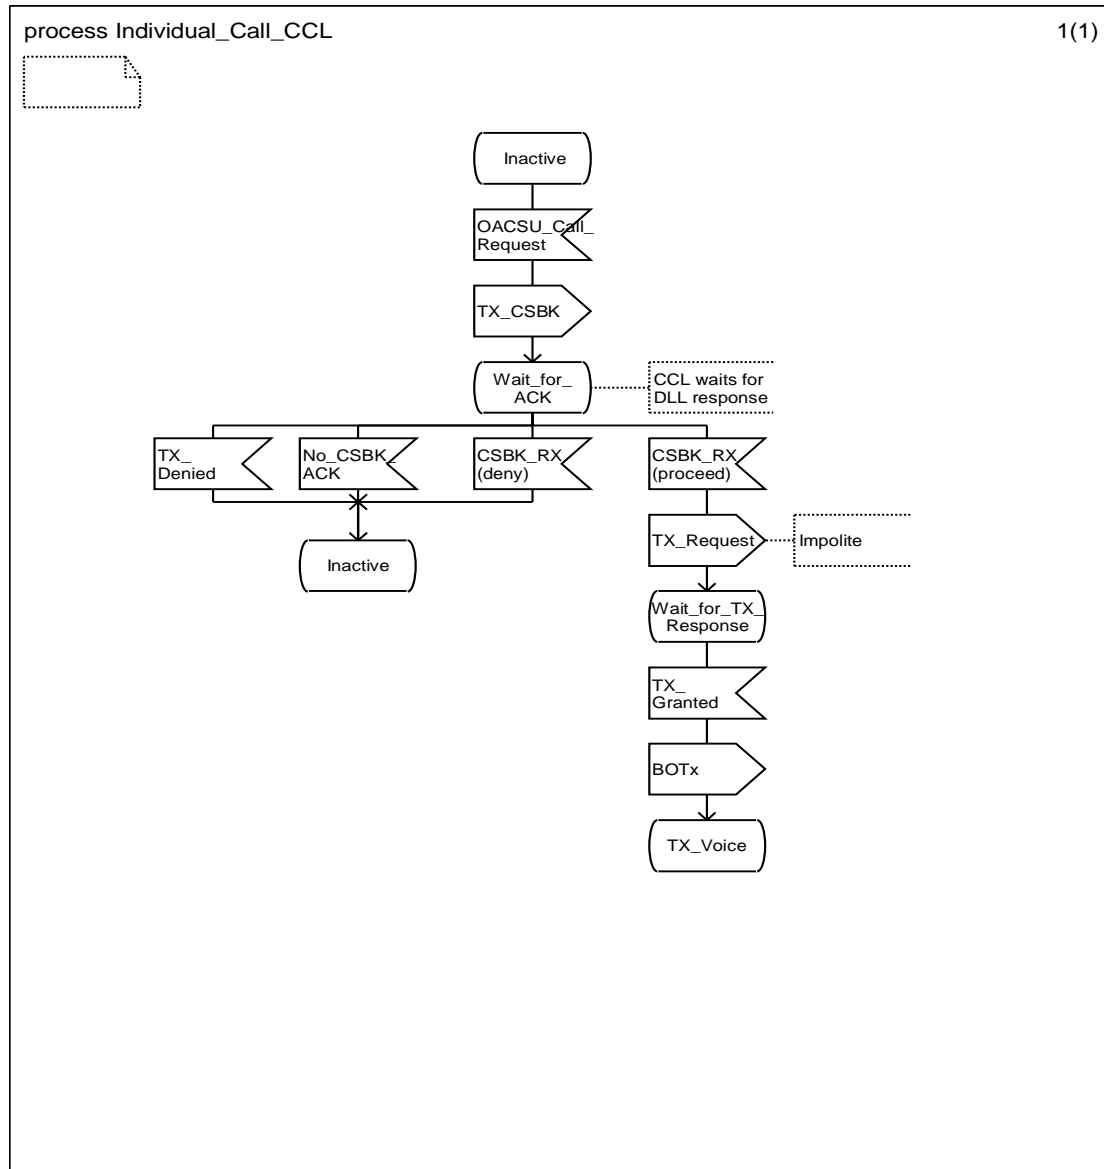 process Individual_Call_CCL
1(1)
Inactive
OACSU_Call_
Request
TX_CSBK
Wait_for_
ACK
CCL waits for
DLL response
TX_
Denied
No_CSBK_
ACK
CSBK_RX
(deny)
CSBK_RX
(proceed)
TX_Request
Impolite
Inactive
Wait_for_TX_
Response
TX_
Granted
BOTx
TX_Voice